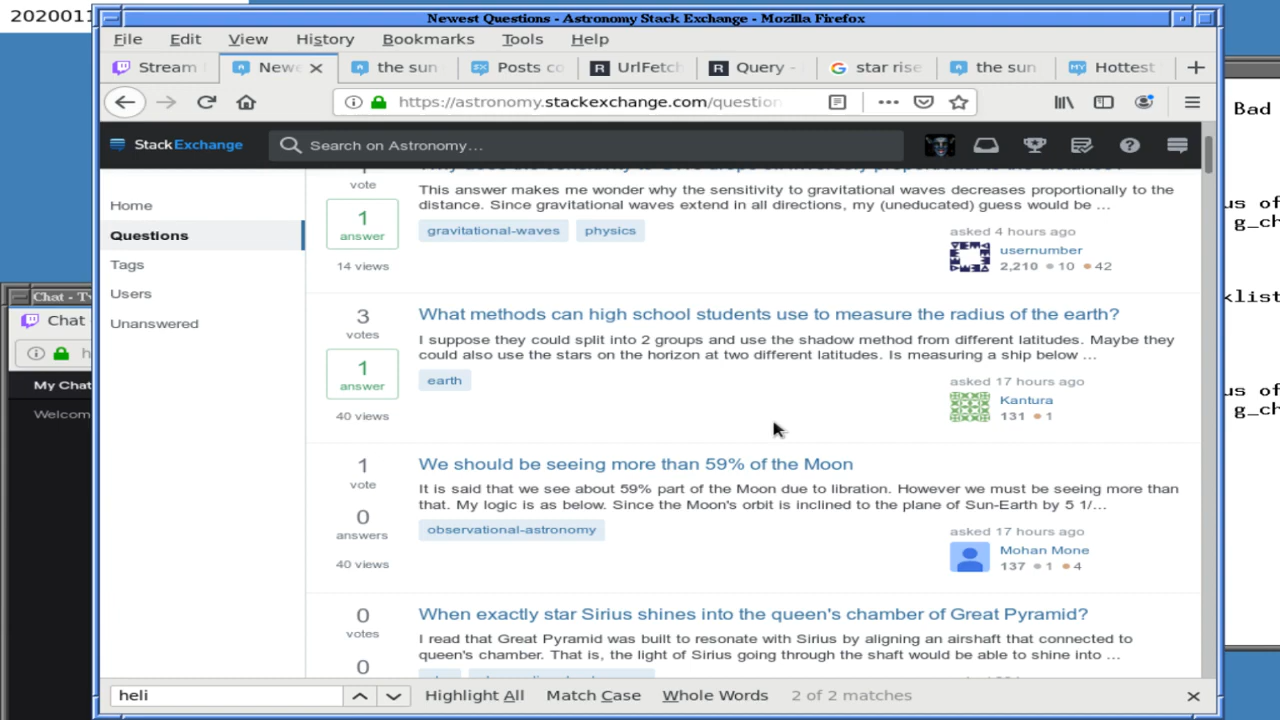 2020011
Newest Questions - Astronomy Stack Exchange - Mozilla Firefox
File Edit View History Bookmarks Tools Help
Stream Newe the sun Posts co UrlFetch Query - star rise the sun Hottest
https://astronomy.stackexchange.com/question
StackExchange Search on Astronomy...
Home
Questions
Tags
Users
Unanswered
vote
This answer makes me wonder why the sensitivity to gravitational waves decreases proportionally to the
distance. Since gravitational waves extend in all directions, my (uneducated) guess would be ...
1
answer
gravitational-waves physics
14 views
asked 4 hours ago
usernumber
2,210 10 42
3
votes
What methods can high school students use to measure the radius of the earth?
I suppose they could split into 2 groups and use the shadow method from different latitudes. Maybe they
could also use the stars on the horizon at two different latitudes. Is measuring a ship below ...
1
answer
earth
40 views
asked 17 hours ago
Kantura
131 1
1
vote
We should be seeing more than 59% of the Moon
It is said that we see about 59% part of the Moon due to libration. However we must be seeing more than
that. My logic is as below. Since the Moon's orbit is inclined to the plane of Sun-Earth by 5 1/...
0
answers
observational-astronomy
40 views
asked 17 hours ago
Mohan Mone
137 1 4
0
votes
When exactly star Sirius shines into the queen's chamber of Great Pyramid?
I read that Great Pyramid was built to resonate with Sirius by aligning an airshaft that connected to
queen's chamber. That is, the light of Sirius going through the shaft would be able to shine into ...
0
heli Highlight All Match Case Whole Words 2 of 2 matches
Chat - Tw
Chat
h
My Chat
Welcom
Bad
us of
g_ch
klist
us of
g_ch